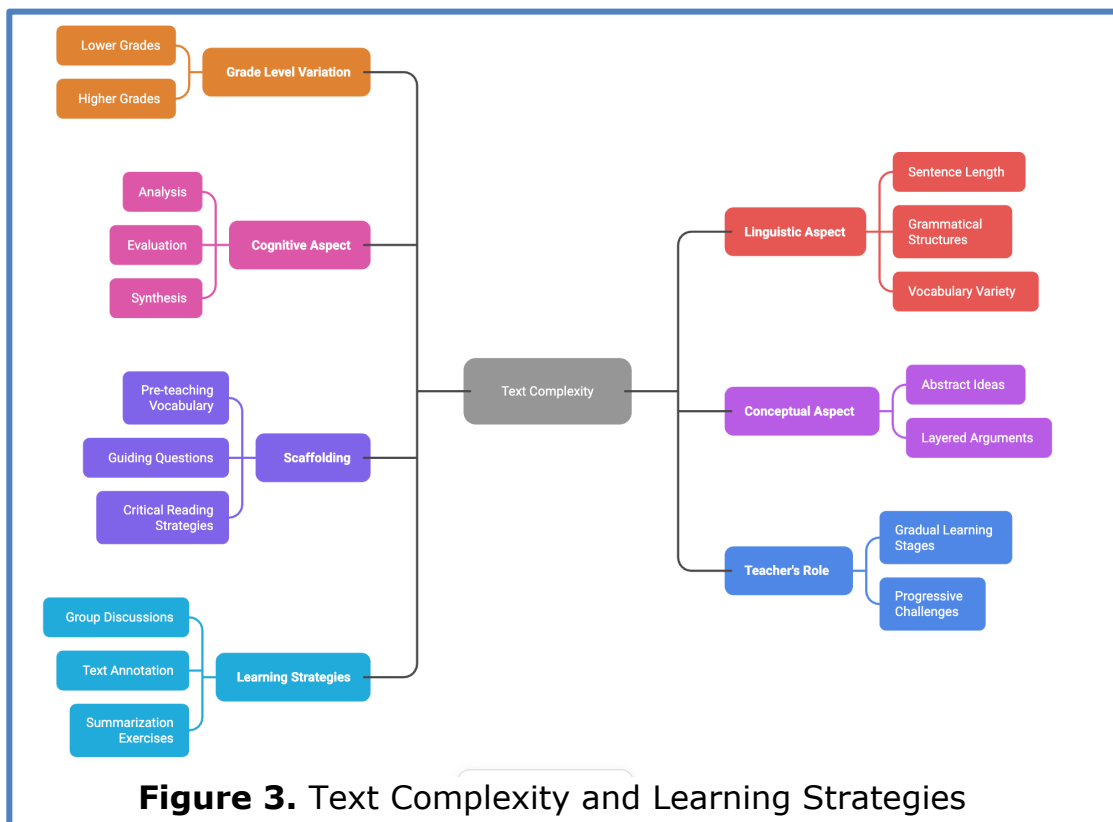 Lower Grades
Higher Grades
Grade Level Variation
Analysis
Evaluation
Synthesis
Cognitive Aspect
Pre-teaching
Vocabulary
Guiding Questions
Critical Reading
Strategies
Scaffolding
Group Discussions
Text Annotation
Summarization
Exercises
Learning Strategies
Text Complexity
Linguistic Aspect
Sentence Length
Grammatical
Structures
Vocabulary Variety
Conceptual Aspect
Abstract Ideas
Layered Arguments
Teacher's Role
Gradual Learning
Stages
Progressive
Challenges
Figure 3. Text Complexity and Learning Strategies